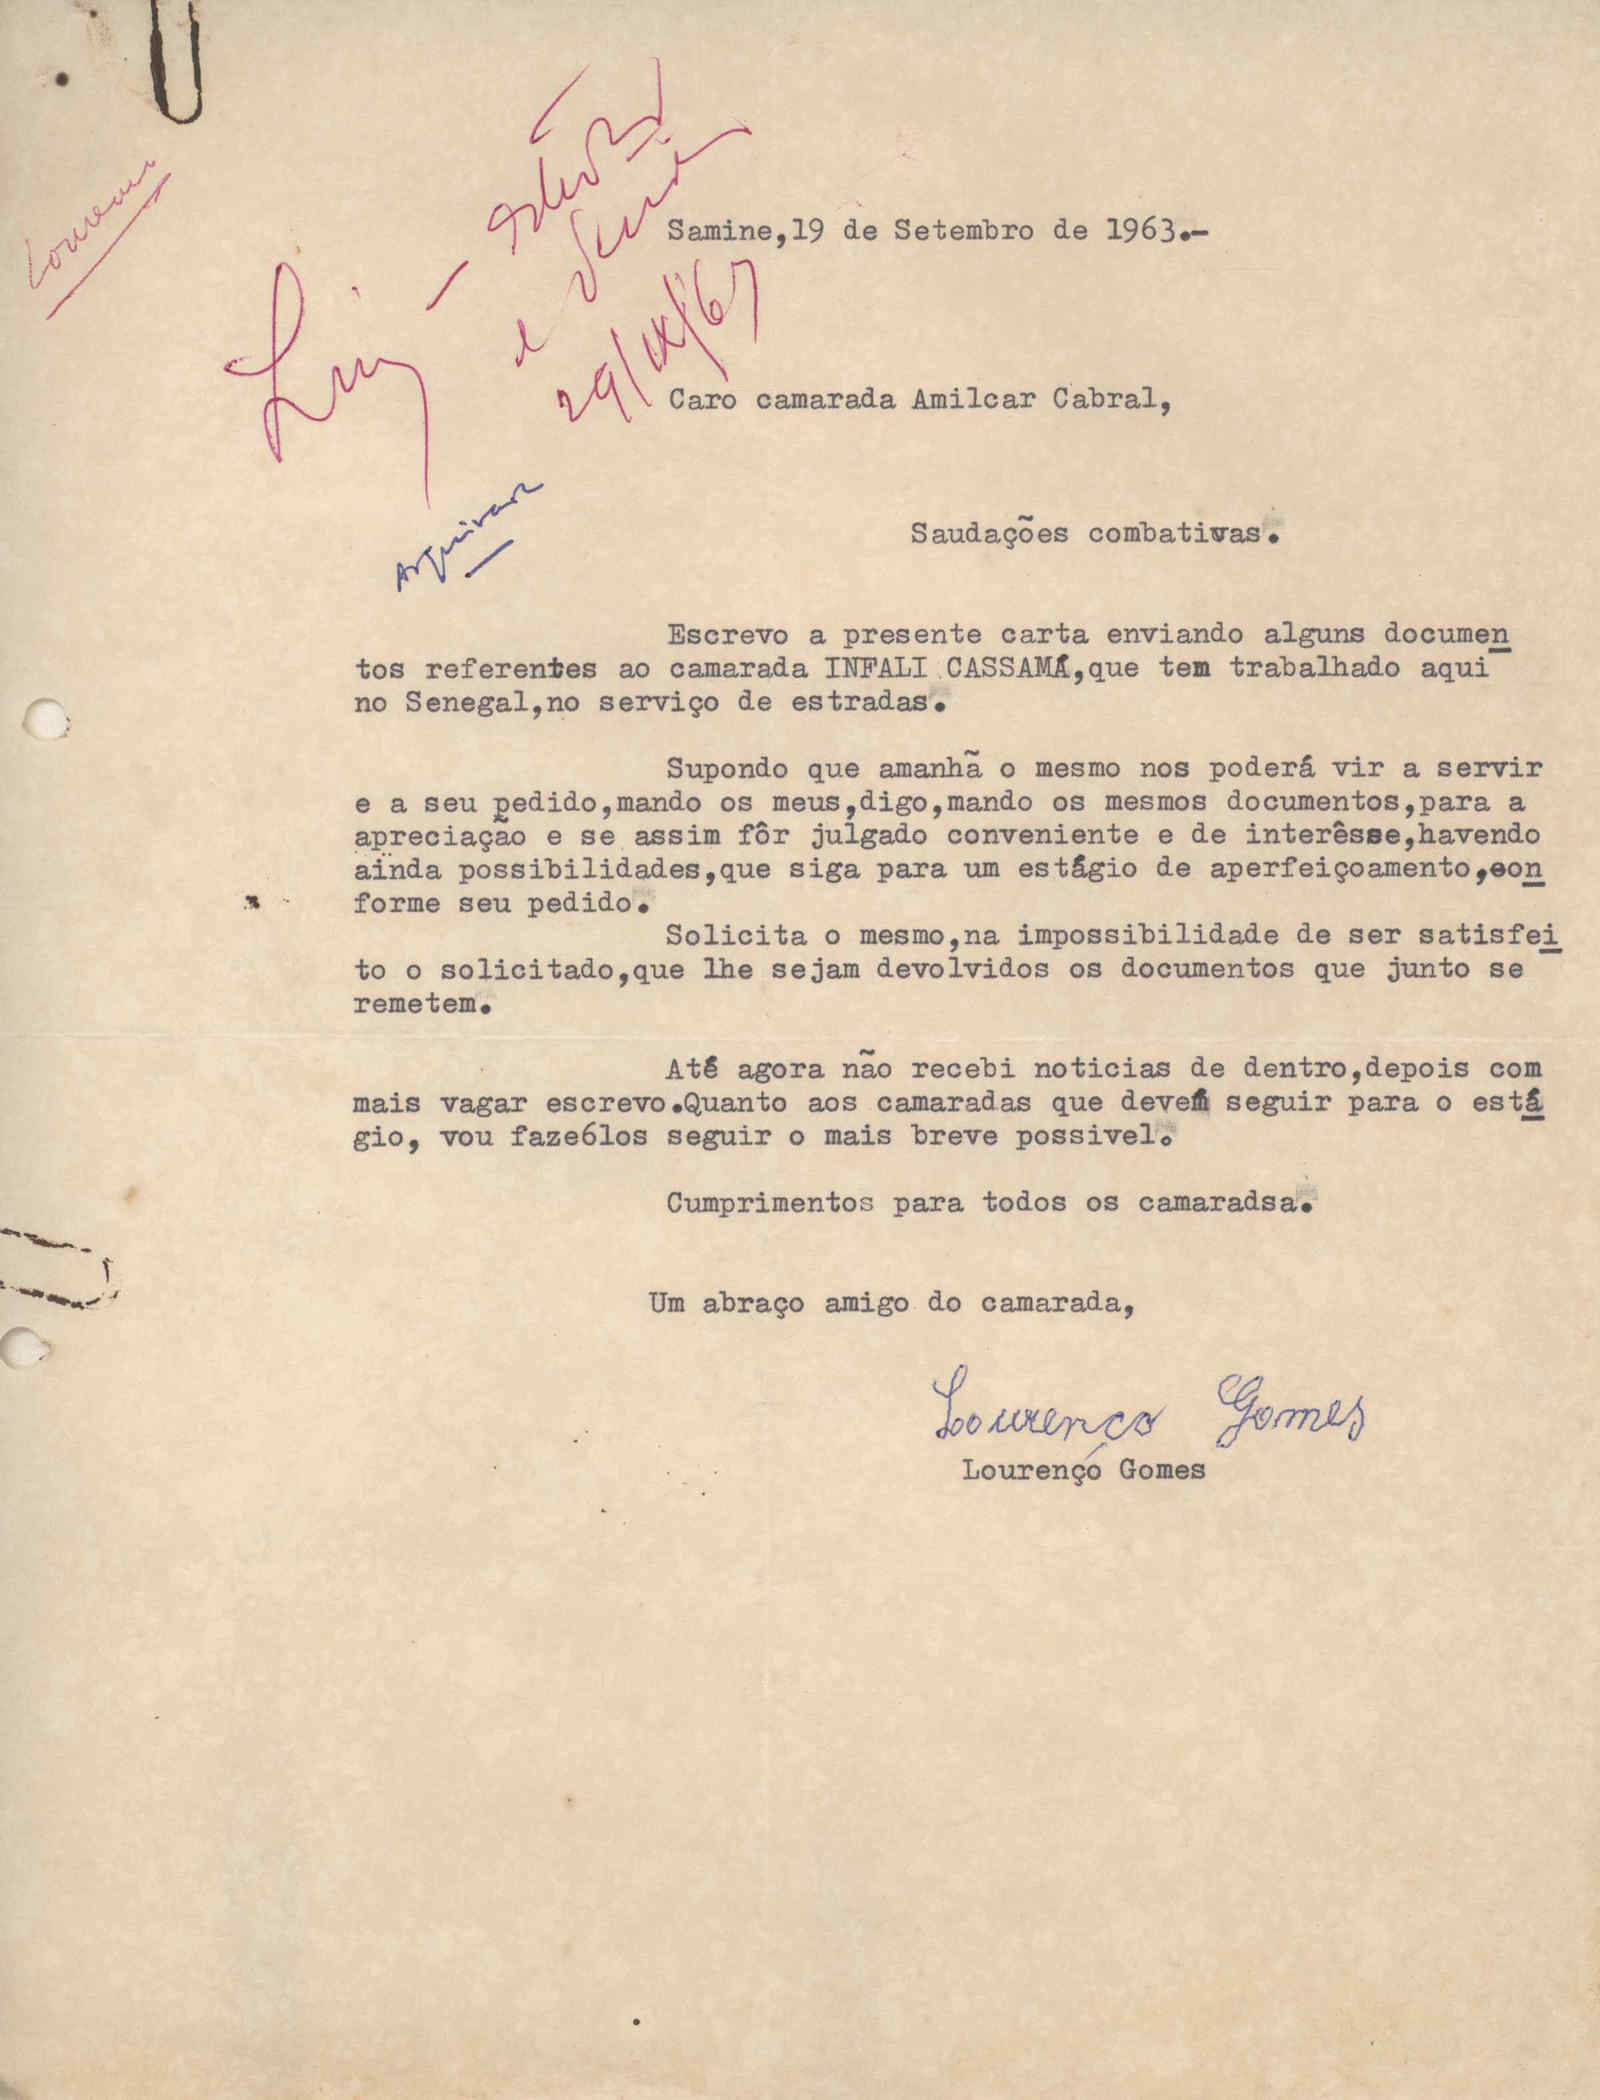 Samine,19 de Setembro de 1963.-
Luiz -
e
29/IX/63
Caro camarada Amilcar Cabral,
Arquivar
Saudações combativas.
Escrevo a presente carta enviando alguns documen
tos referentes ao camarada INFALI CASSAMÁ,que tem trabalhado aqui
no Senegal,no serviço de estradas.
Supondo que amanhã o mesmo nos poderá vir a servir
e a seu pedido,mando os meus,digo,mando os mesmos documentos,para a
apreciação e se assim fôr julgado conveniente e de interêsse,havendo
ainda possibilidades,que siga para um estágio de aperfeiçoamento,con
forme seu pedido.
Solicita o mesmo,na impossibilidade de ser satisfei
to o solicitado,que lhe sejam devolvidos os documentos que junto se
remetem.
Até agora não recebi noticias de dentro,depois com
mais vagar escrevo.Quanto aos camaradas que devem seguir para o está
gio, vou faze6los seguir o mais breve possivel.
Cumprimentos para todos os camaradsa.
Um abraço amigo do camarada,
Lourenço Gomes
Lourençó Gomes